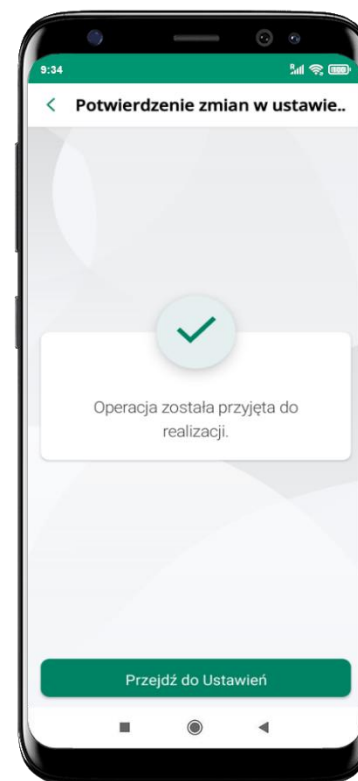 9:34
Potwierdzenie zmian w ustawie..
Operacja została przyjęta do
realizacji.
Przejdź do Ustawień